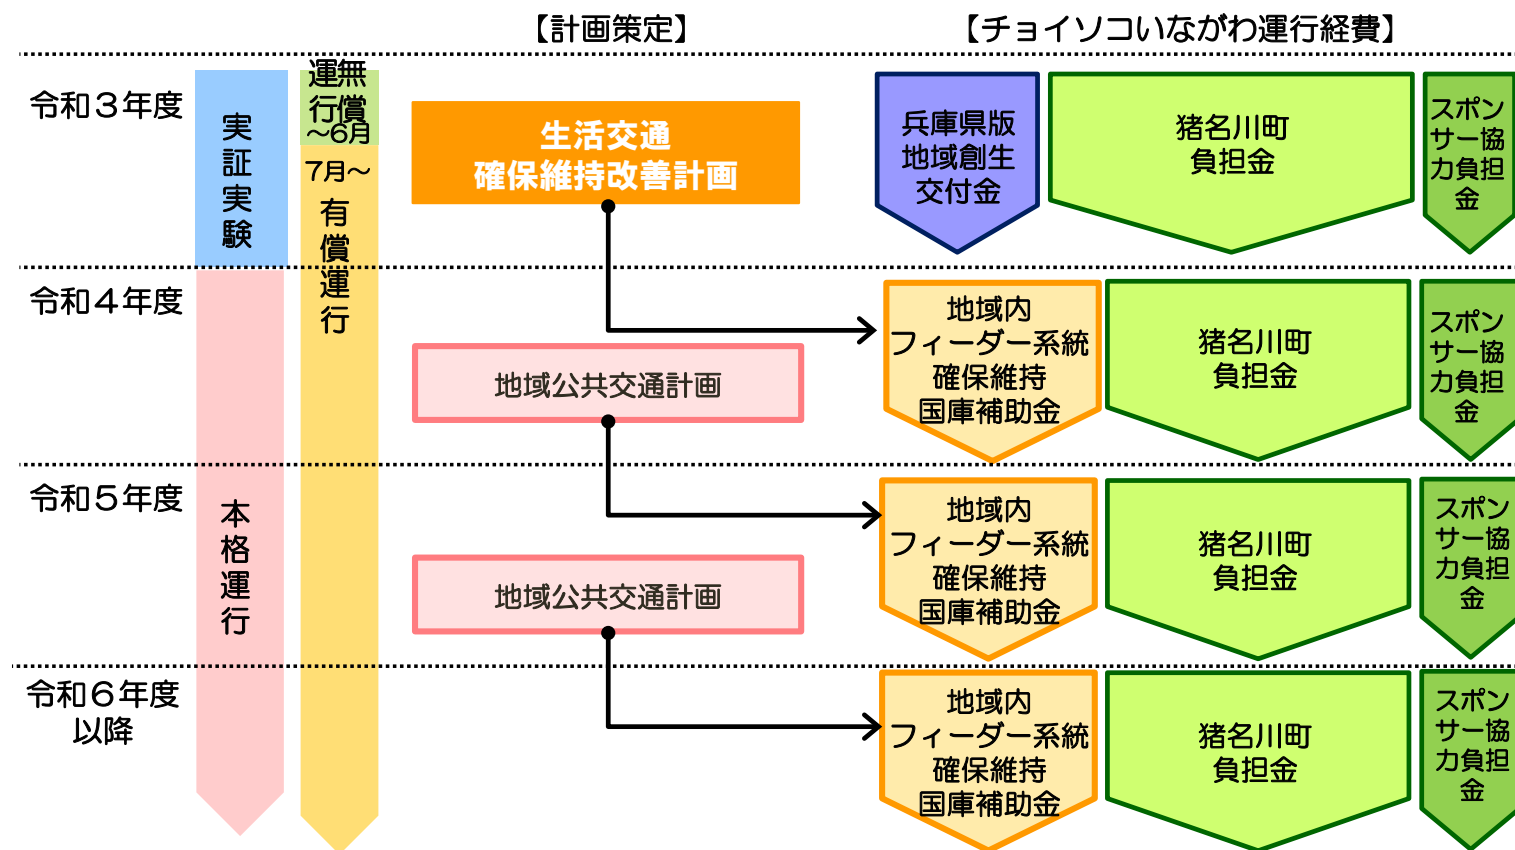 【計画策定】
【チョイソコいながわ運行経費】
令和３年度
実証実験
無償
運行
～6月
7月～
有償運行
生活交通
確保維持改善計画
兵庫県版
地域創生
交付金
猪名川町
負担金
スポン
サー協
力負担
金
令和４年度
地域公共交通計画
地域内
フィーダー系統
確保維持
国庫補助金
猪名川町
負担金
スポン
サー協
力負担
金
令和５年度
本格運行
地域公共交通計画
地域内
フィーダー系統
確保維持
国庫補助金
猪名川町
負担金
スポン
サー協
力負担
金
令和６年度
以降
地域内
フィーダー系統
確保維持
国庫補助金
猪名川町
負担金
スポン
サー協
力負担
金